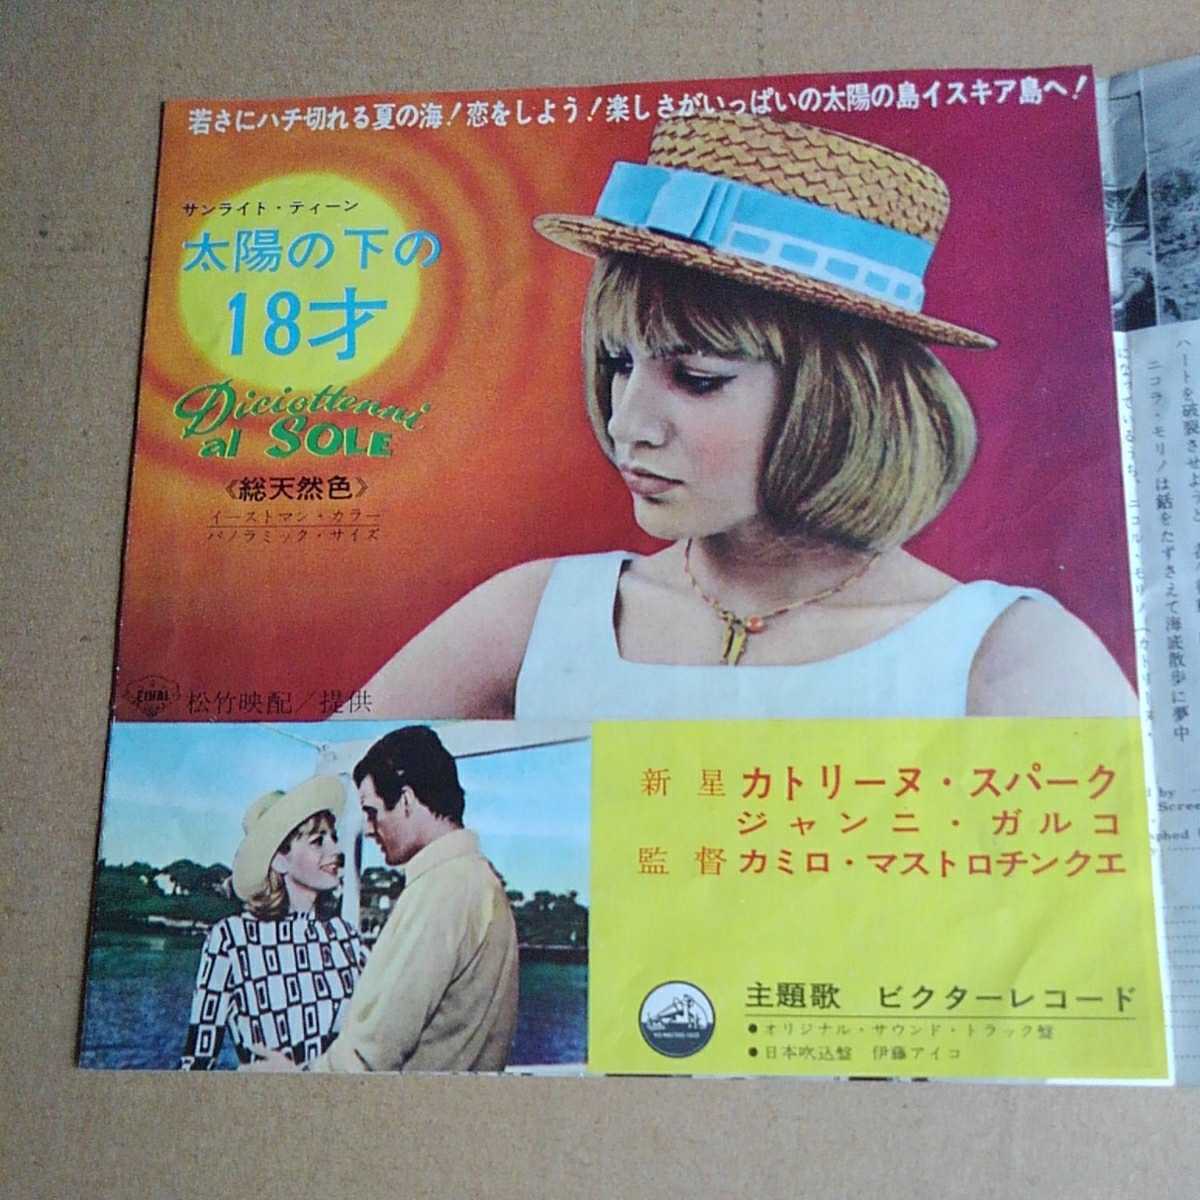 若さにハチ切れる夏の海！恋をしよう！楽しさがいっぱいの太陽の島イスキア島へ！
サンライト・ティーン
太陽の下の
18才
Diciottenni
al SOLE
《総天然色》
イーストマン・カラー
パノラミック・サイズ
松竹映配／提供
新星 カトリーヌ・スパーク
ジャンニ・ガルコ
監督 カミロ・マストロチンクエ
主題歌 ビクターレコード
●オリジナル・サウンド・トラック盤
●日本吹込盤 伊藤アイコ
ハートを破裂させよ
ニコラ・モリノは銛をたずさえて海底散歩に夢中
d by
Scree
aphed